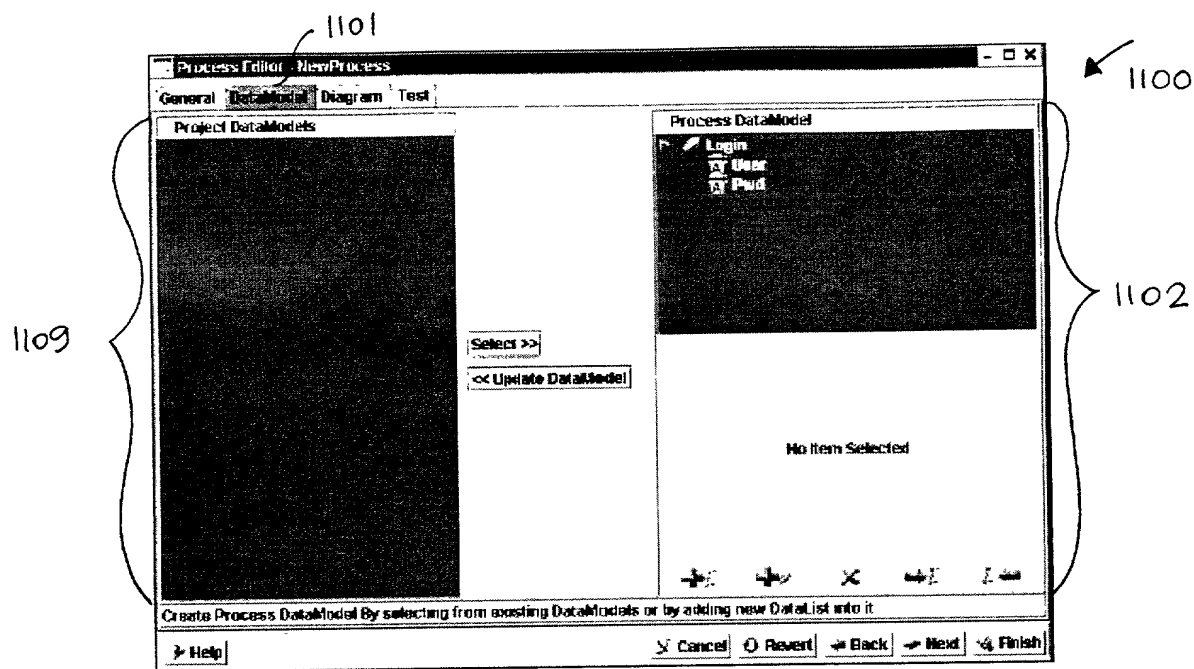 1101
Process Editor - NewProcess
1100
General DataModel Diagram Test
Project DataModels
Process DataModel
Login
User
Pwd
1109
1102
Select >>
<< Update DataModel
No Item Selected
Create Process DataModel By selecting from existing DataModels or by adding new DataList into it
Help Cancel Revert Back Next Finish